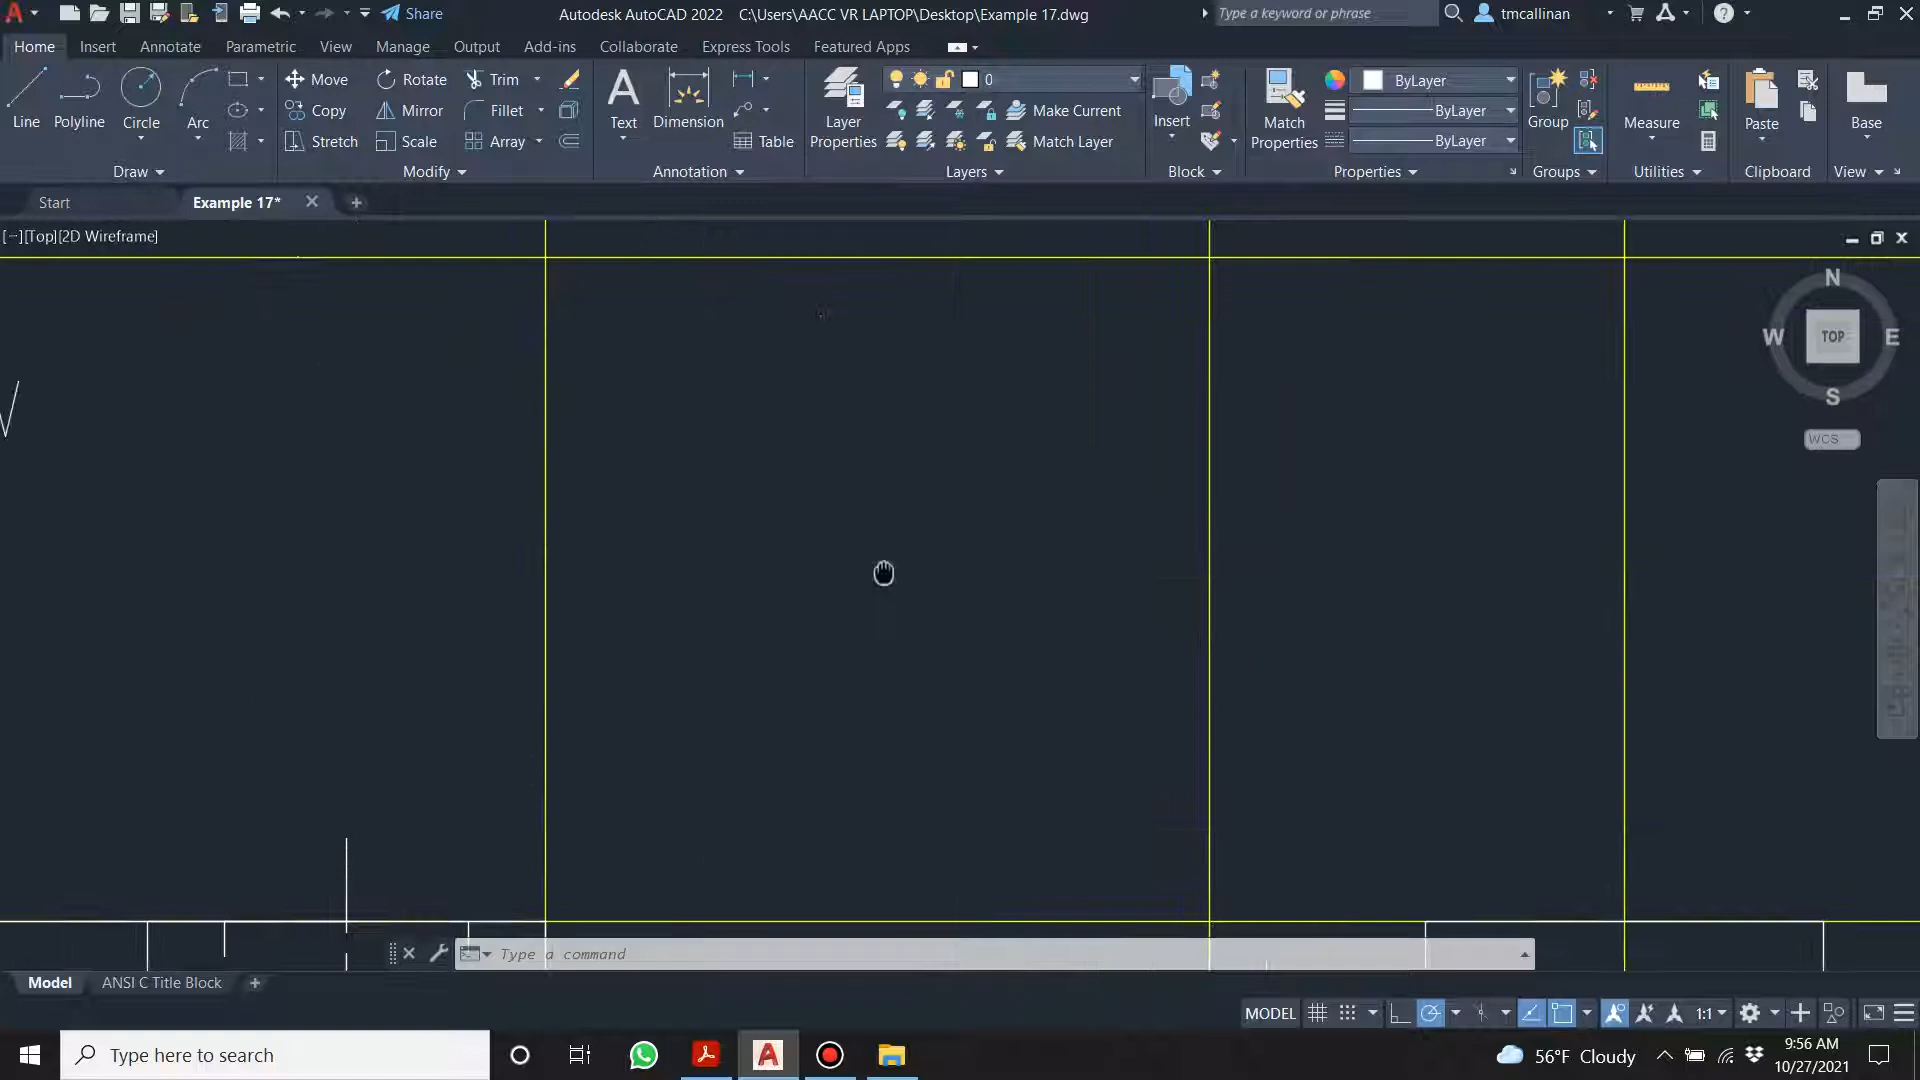 Share
Autodesk AutoCAD 2022 C:\Users\AACC VR LAPTOP\Desktop\Example 17.dwg
Type a keyword or phrase
tmcallinan
Home Insert Annotate Parametric View Manage Output Add-ins Collaborate Express Tools Featured Apps
Line
Polyline
Circle
Arc
Draw
Move Rotate Trim
Copy Mirror Fillet
Stretch Scale Array
Modify
Text
Dimension
Table
Annotation
Layer Properties
0
Make Current
Match Layer
Layers
Insert
Block
Match Properties
ByLayer
ByLayer
ByLayer
Properties
Group
Groups
Measure
Utilities
Paste
Clipboard
Base
View
Start
Example 17*
[−][Top][2D Wireframe]
N
W TOP E
S
WCS
Type a command
Model ANSI C Title Block
MODEL
1:1
Type here to search
56°F Cloudy
9:56 AM
10/27/2021